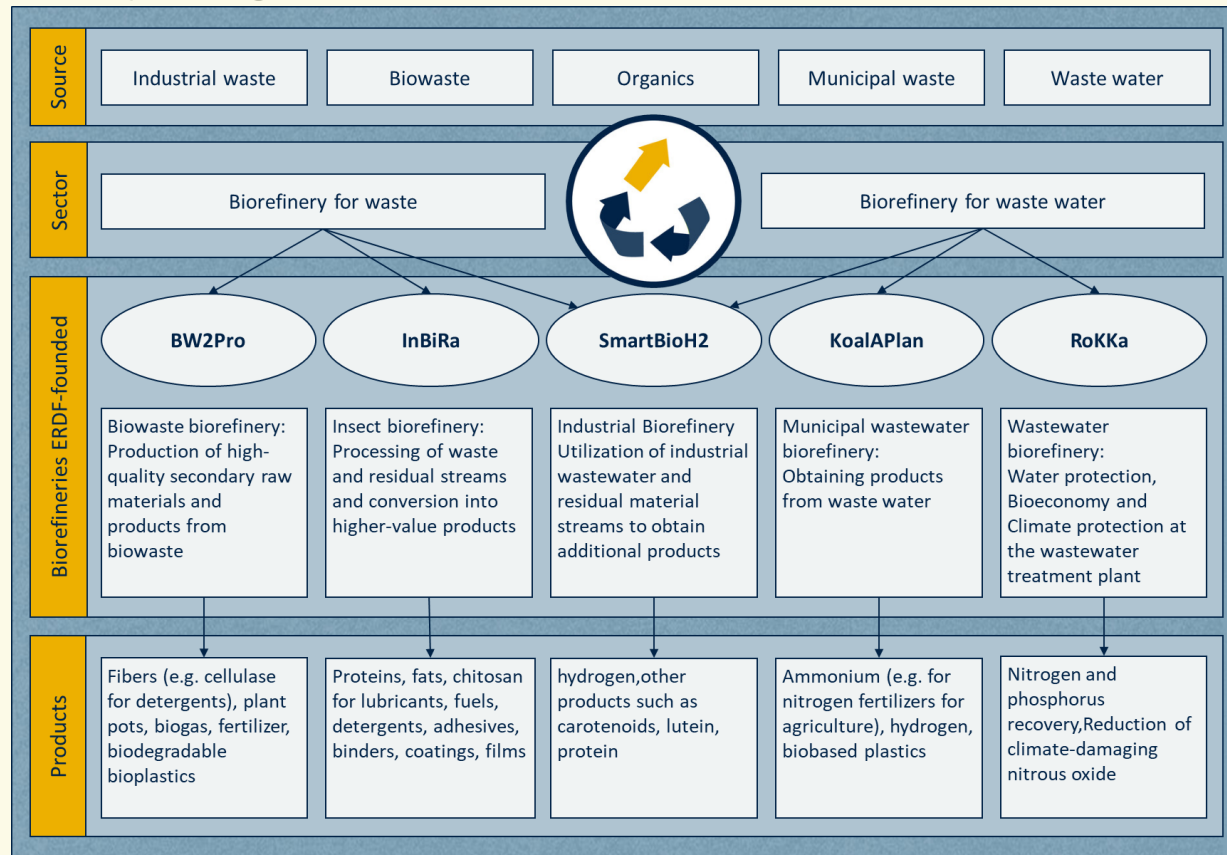 Source
Industrial waste
Biowaste
Organics
Municipal waste
Waste water
Sector
Biorefinery for waste
Biorefinery for waste water
Biorefineries ERDF-founded
BW2Pro
InBiRa
SmartBioH2
KoalAPlan
RoKKa
Biowaste biorefinery:
Production of high-
quality secondary raw
materials and
products from
biowaste
Insect biorefinery:
Processing of waste
and residual streams
and conversion into
higher-value products
Industrial Biorefinery
Utilization of industrial
wastewater and
residual material
streams to obtain
additional products
Municipal wastewater
biorefinery:
Obtaining products
from waste water
Wastewater
biorefinery:
Water protection,
Bioeconomy and
Climate protection at
the wastewater
treatment plant
Products
Fibers (e.g. cellulase
for detergents), plant
pots, biogas, fertilizer,
biodegradable
bioplastics
Proteins, fats, chitosan
for lubricants, fuels,
detergents, adhesives,
binders, coatings, films
hydrogen,other
products such as
carotenoids, lutein,
protein
Ammonium (e.g. for
nitrogen fertilizers for
agriculture), hydrogen,
biobased plastics
Nitrogen and
phosphorus
recovery,Reduction of
climate-damaging
nitrous oxide